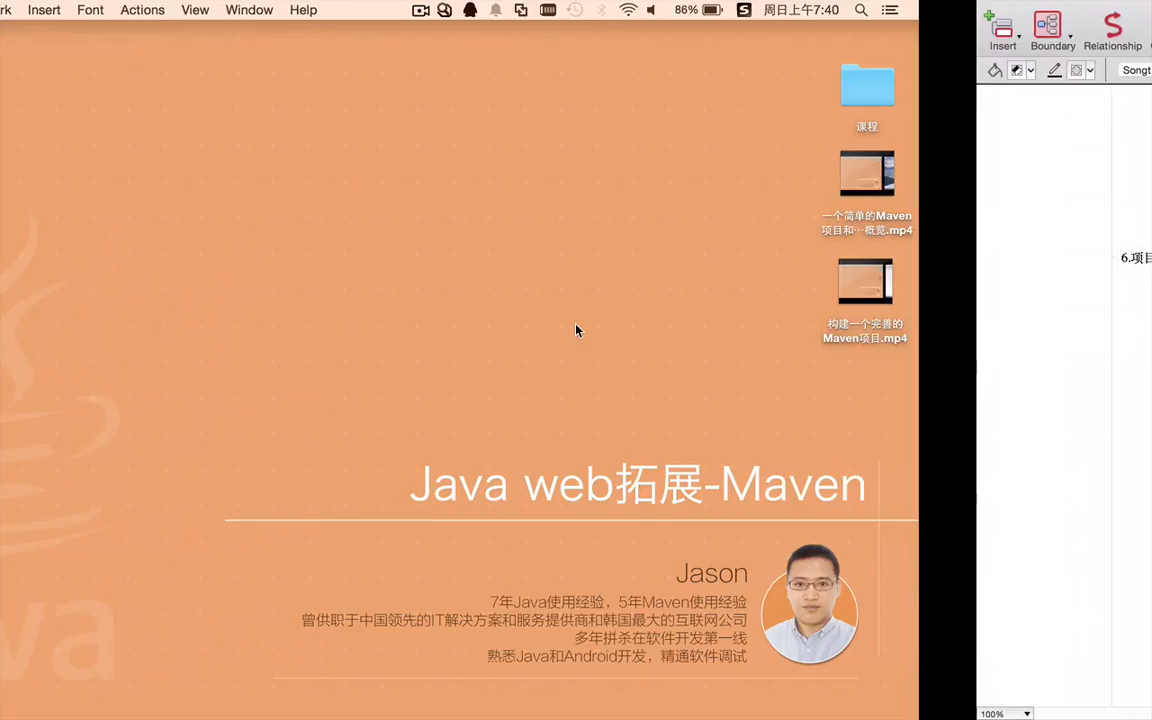 rk Insert Font Actions View Window Help 86% 周日上午7:40
Insert Boundary Relationship
Songt
课程
一个简单的Maven
项目和…概览.mp4
构建一个完善的
Maven项目.mp4
6.项目
Java web拓展-Maven
Jason
7年Java使用经验，5年Maven使用经验
曾供职于中国领先的IT解决方案和服务提供商和韩国最大的互联网公司
多年拼杀在软件开发第一线
熟悉Java和Android开发，精通软件调试
va
100%